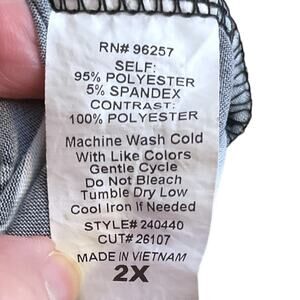 RN# 96257
SELF:
95% POLYESTER
5% SPANDEX
CONTRAST:
100% POLYESTER
Machine Wash Cold
With Like Colors
Gentle Cycle
Do Not Bleach
Tumble Dry Low
Cool Iron If Needed
STYLE# 240440
CUT# 26107
MADE IN VIETNAM
2X